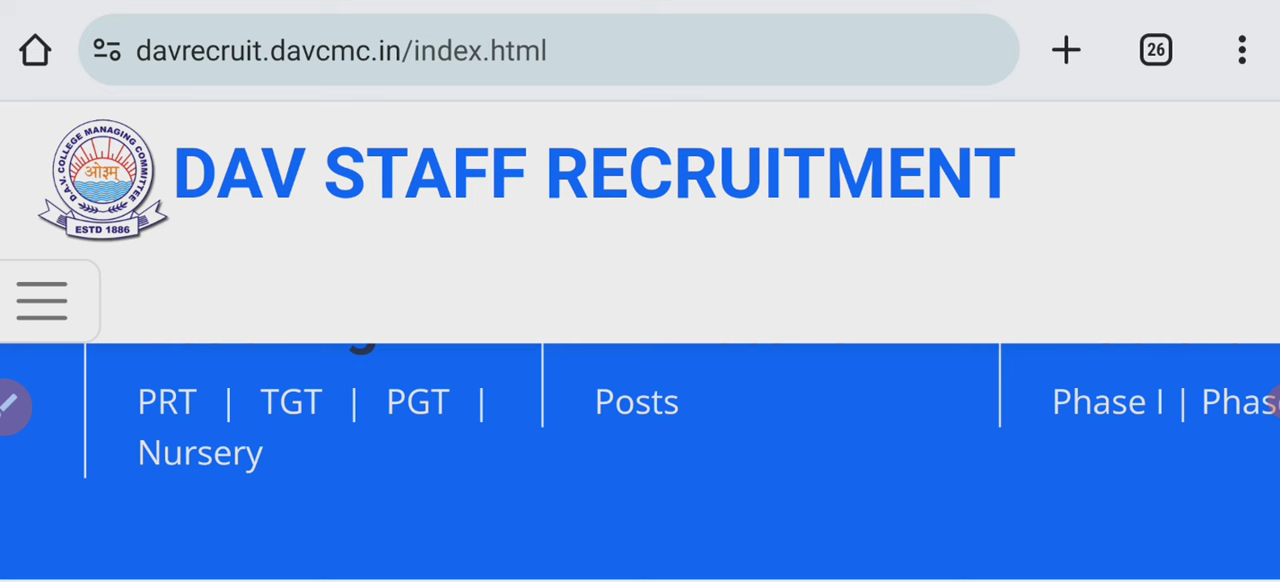 davrecruit.davcmc.in/index.html
26
D.A.V. COLLEGE MANAGING COMMITTEE
ओ३म्
ESTD 1886
DAV STAFF RECRUITMENT
PRT | TGT | PGT |
Nursery
Posts
Phase I |